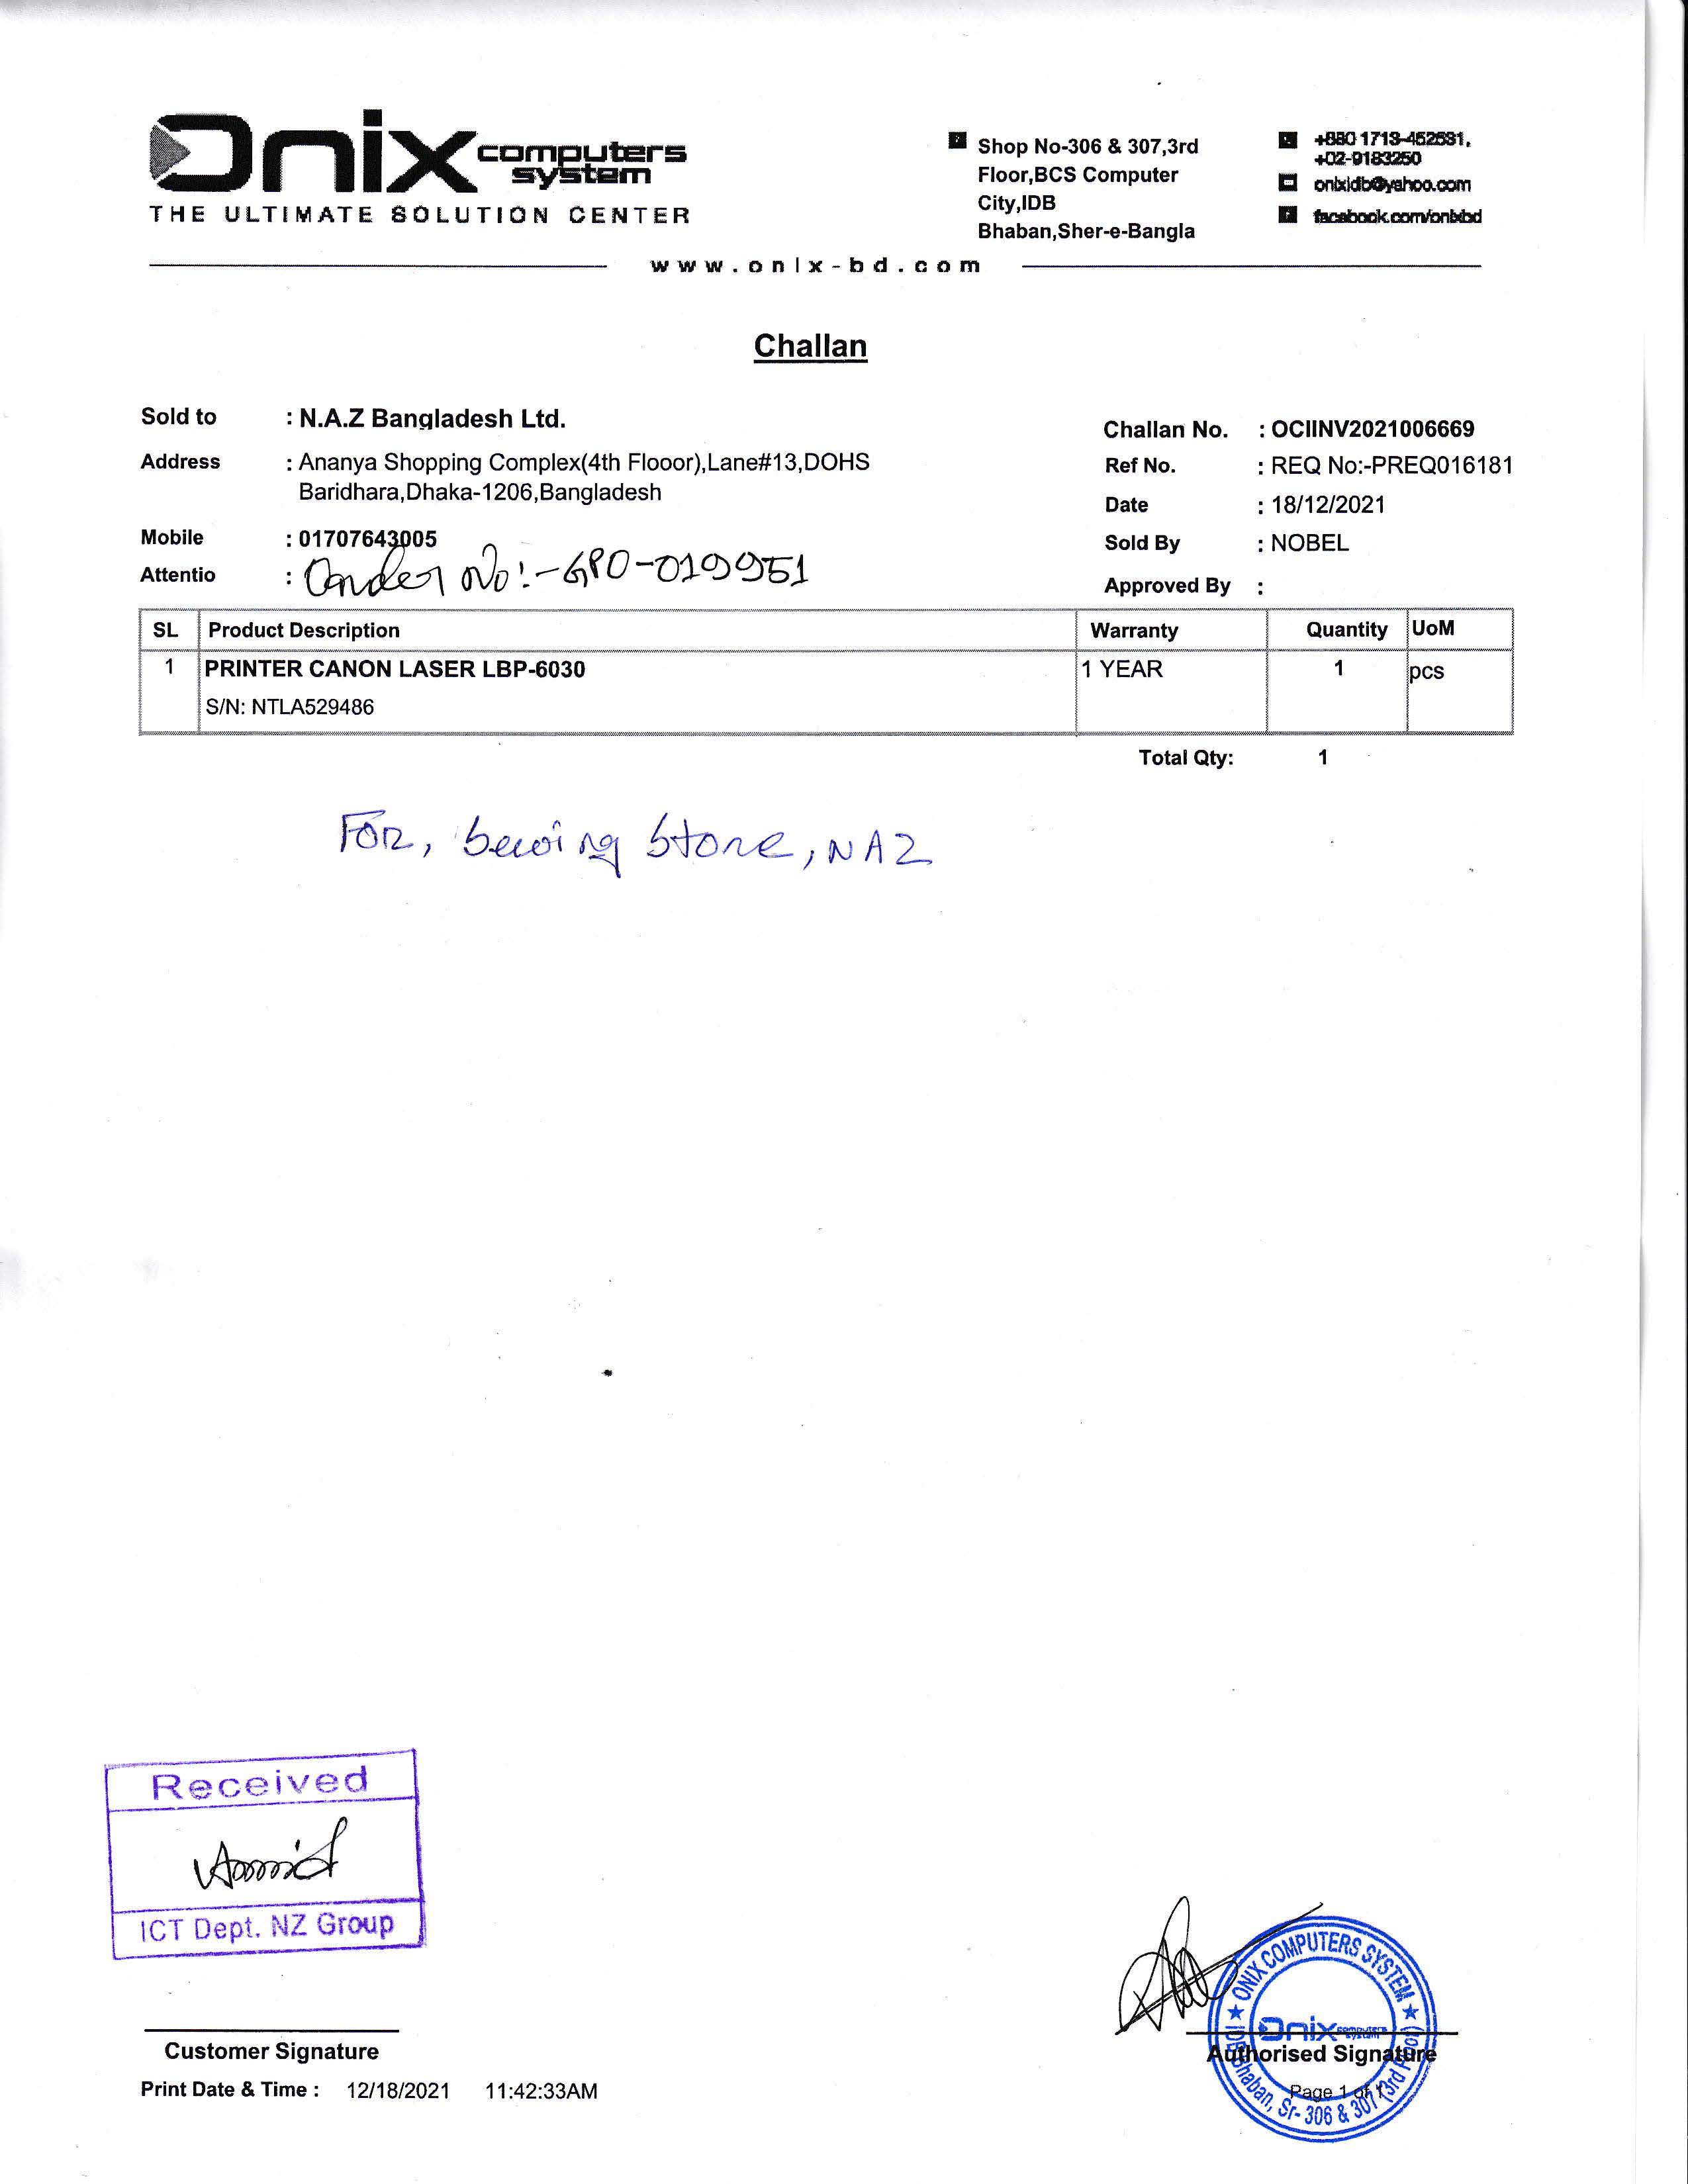 Onix computers system
THE ULTIMATE SOLUTION CENTER
Shop No-306 & 307,3rd
Floor,BCS Computer
City,IDB
Bhaban,Sher-e-Bangla
+880 1713-452581,
+02-9183250
onixidb@yahoo.com
facebook.com/onixbd
www.onix-bd.com
Challan
Sold to : N.A.Z Bangladesh Ltd.
Address : Ananya Shopping Complex(4th Flooor),Lane#13,DOHS
Baridhara,Dhaka-1206,Bangladesh
Mobile : 01707643005
Attentio : Order No:-GPO-019951
Challan No. : OCIINV2021006669
Ref No. : REQ No:-PREQ016181
Date : 18/12/2021
Sold By : NOBEL
Approved By :
SL Product Description Warranty Quantity UoM
1 PRINTER CANON LASER LBP-6030 1 YEAR 1 pcs
S/N: NTLA529486
Total Qty: 1
For, Sewing Store, NAZ
Received
ICT Dept. NZ Group
Customer Signature
Print Date & Time : 12/18/2021 11:42:33AM
★ ONIX COMPUTERS SYSTEM ★
Onix computers system
Authorised Signature
Page 1 of 1
IDB Bhaban, Sr- 306 & 307 (3rd Floor)